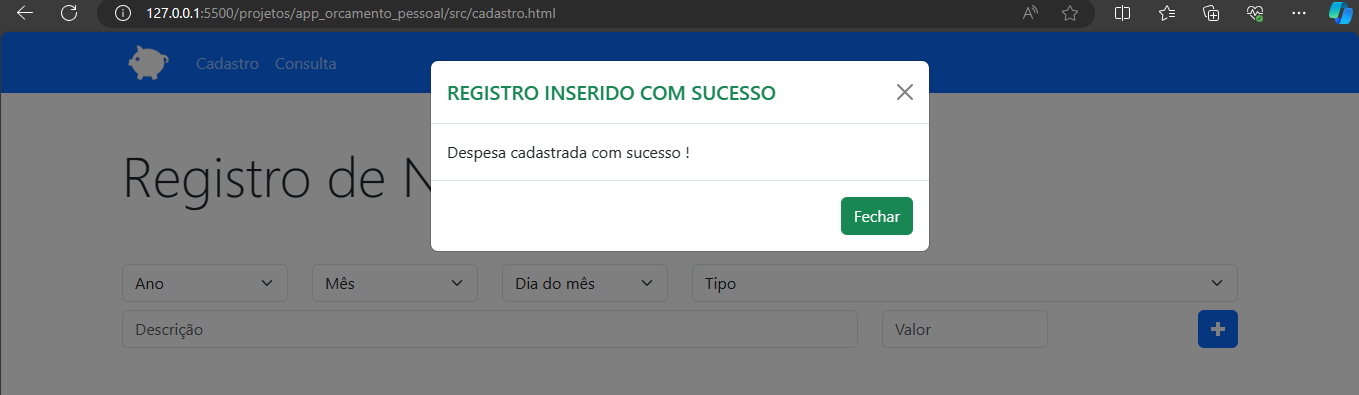 127.0.0.1:5500/projetos/app_orcamento_pessoal/src/cadastro.html
Cadastro Consulta
REGISTRO INSERIDO COM SUCESSO
Despesa cadastrada com sucesso !
Fechar
Registro de N
Ano Mês Dia do mês Tipo
Descrição Valor